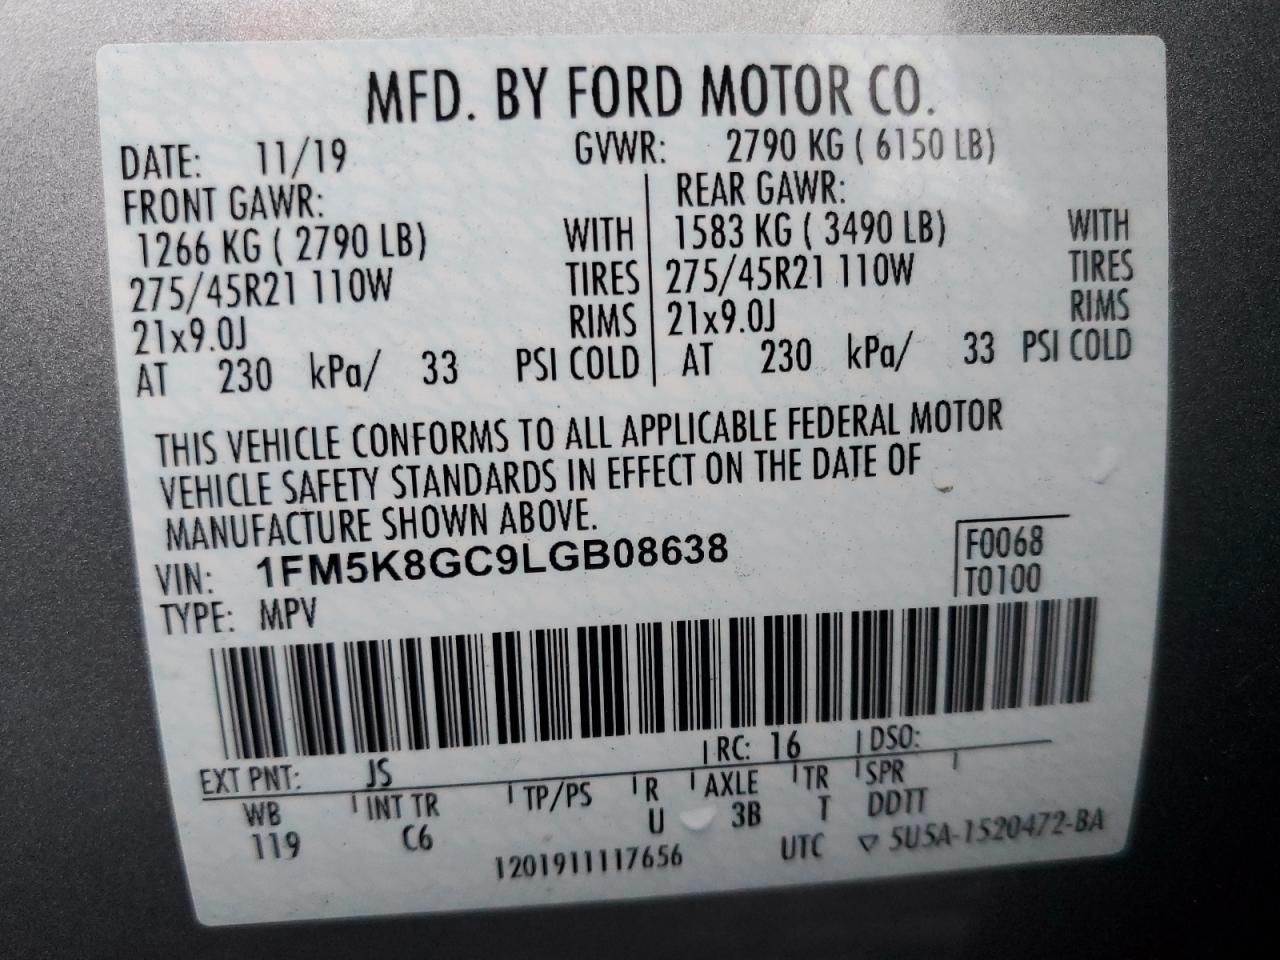 MFD. BY FORD MOTOR CO.
DATE: 11/19 GVWR: 2790 KG ( 6150 LB)
FRONT GAWR: REAR GAWR:
1266 KG ( 2790 LB) WITH 1583 KG ( 3490 LB) WITH
275/45R21 110W TIRES 275/45R21 110W TIRES
21x9.0J RIMS 21x9.0J RIMS
AT 230 kPa/ 33 PSI COLD AT 230 kPa/ 33 PSI COLD
THIS VEHICLE CONFORMS TO ALL APPLICABLE FEDERAL MOTOR
VEHICLE SAFETY STANDARDS IN EFFECT ON THE DATE OF
MANUFACTURE SHOWN ABOVE.
VIN: 1FM5K8GC9LGB08638 F0068
TYPE: MPV T0100
EXT PNT: JS RC: 16 DSO:
WB INT TR TP/PS R AXLE TR SPR
119 C6 U 3B T DDTT
1201911117656 UTC ▽ 5U5A-1520472-BA